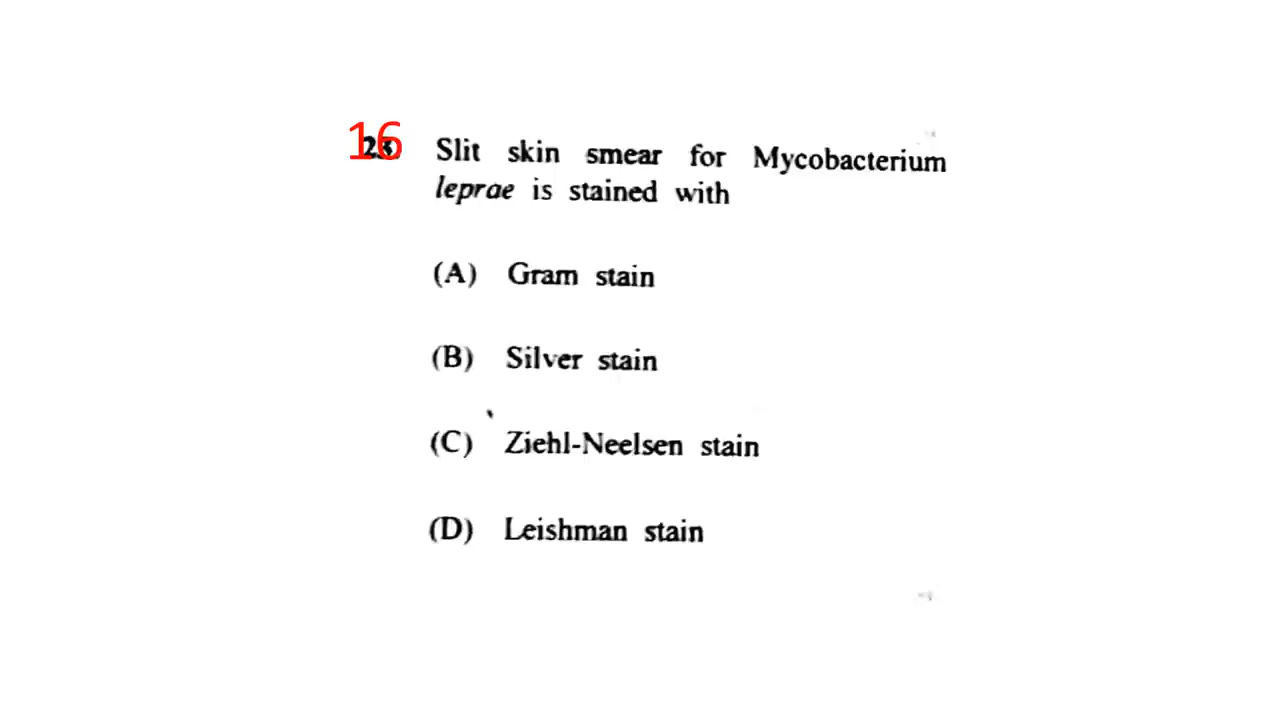 16
23. Slit skin smear for Mycobacterium
leprae is stained with
(A) Gram stain
(B) Silver stain
(C) Ziehl-Neelsen stain
(D) Leishman stain